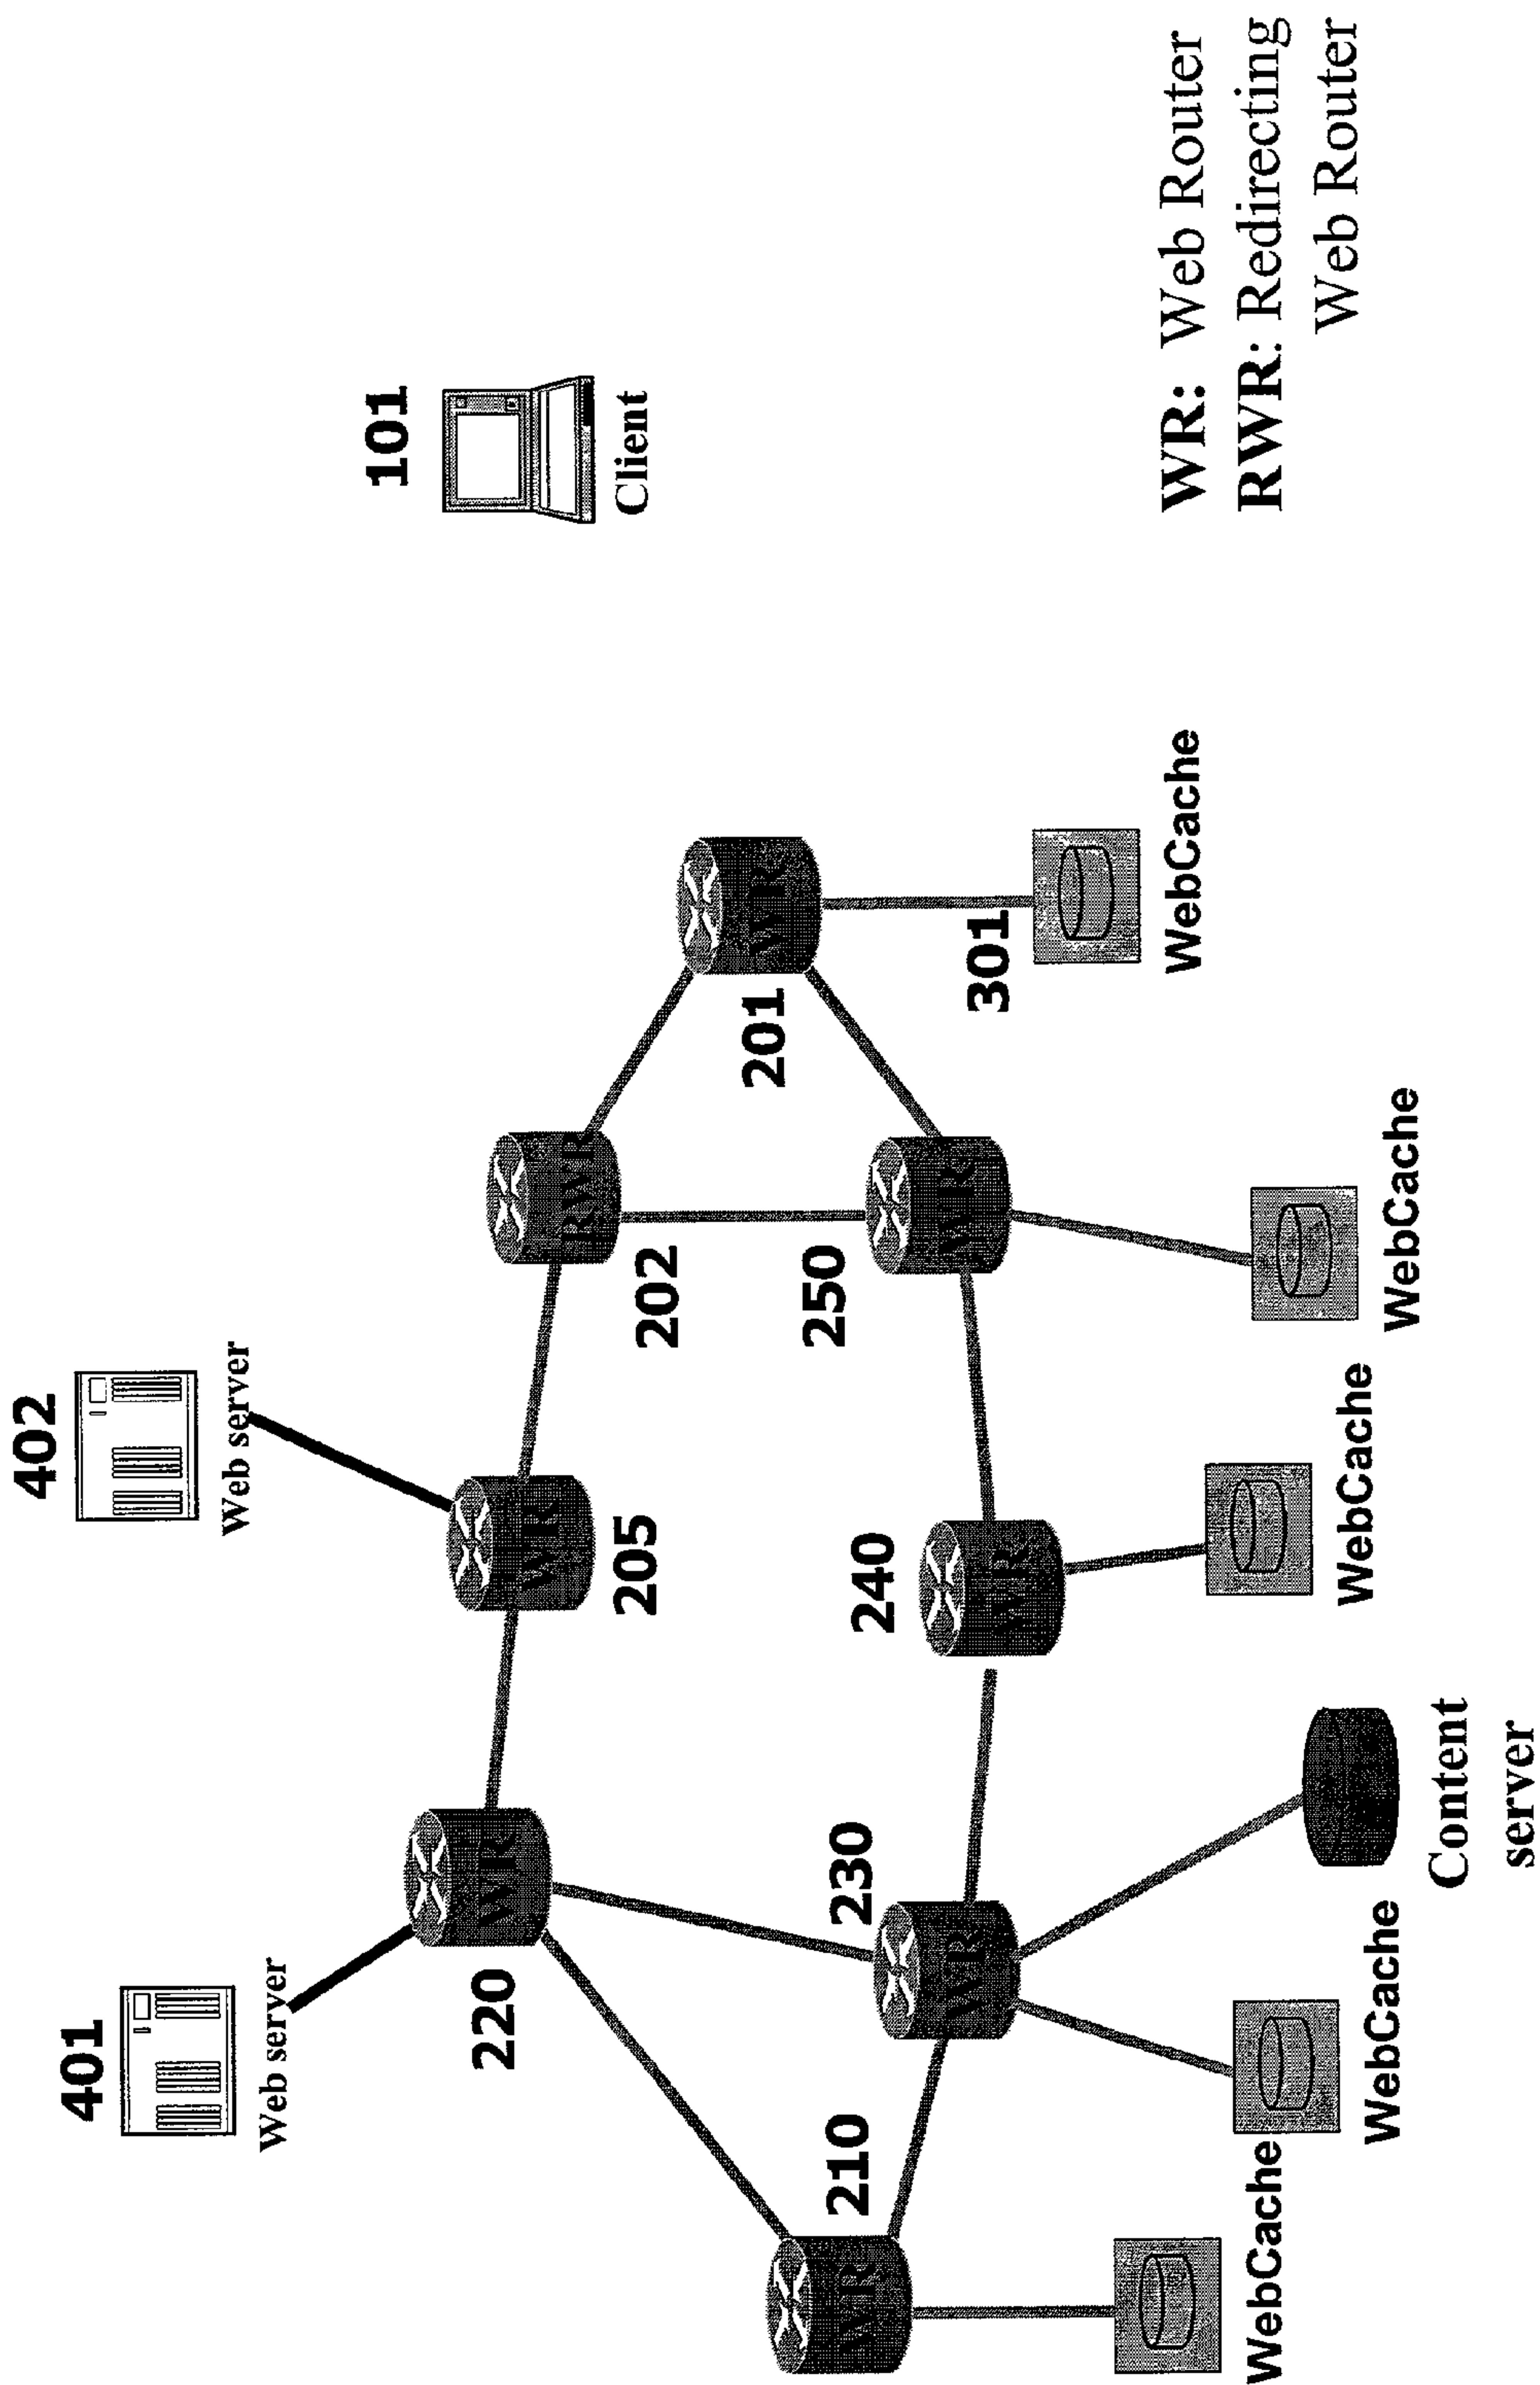 402
401
Web server
Web server
101
Client
220
WR
WR
205
RWR
202
201
WR
250
WR
240
WR
230
WR
210
WR
301
WebCache
WebCache
WebCache
Content
server
WebCache
WebCache
WR: Web Router
RWR: Redirecting
Web Router